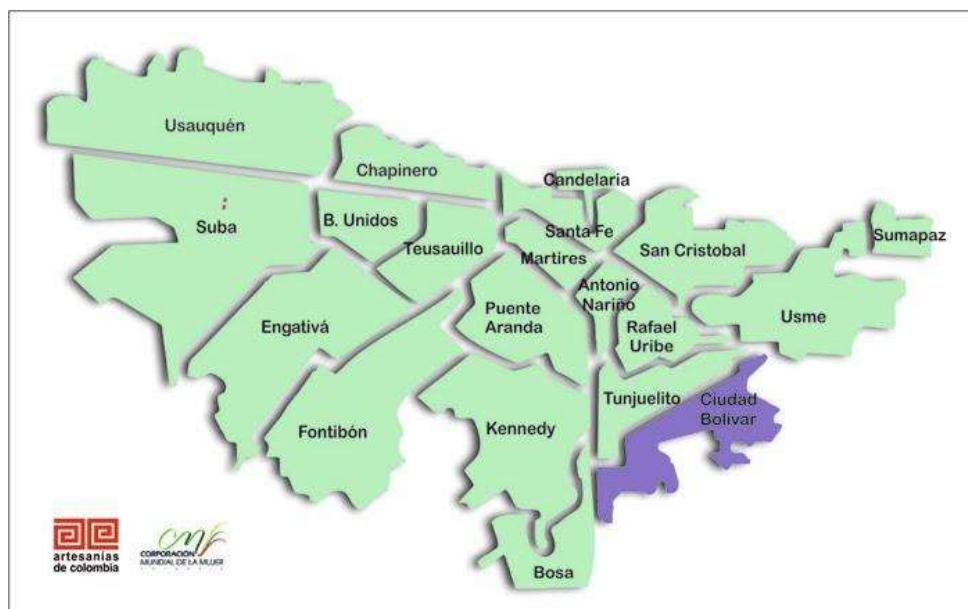 Usauquén
Chapinero
Candelaria
Suba
B. Unidos
Teusauillo
Santa Fe
Martires
San Cristobal
Sumapaz
Antonio
Nariño
Engativá
Puente
Aranda
Rafael
Uribe
Usme
Fontibón
Kennedy
Tunjuelito
Ciudad
Bolivar
Bosa
artesanías
de colombia
CORPORACIÓN
MUNDIAL DE LA MUJER